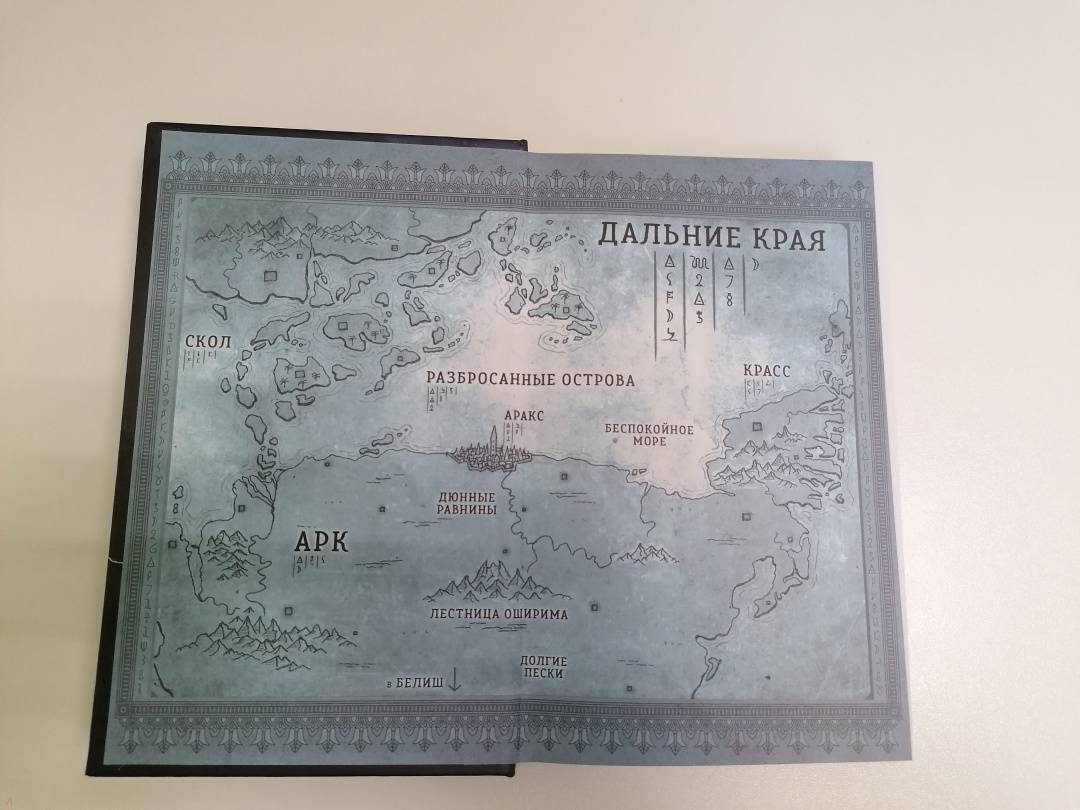 ДАЛЬНИЕ КРАЯ
СКОЛ
КРАСС
РАЗБРОСАННЫЕ ОСТРОВА
АРАКС
БЕСПОКОЙНОЕ
МОРЕ
ДЮННЫЕ
РАВНИНЫ
АРК
ЛЕСТНИЦА ОШИРИМА
ДОЛГИЕ
ПЕСКИ
в БЕЛИШ